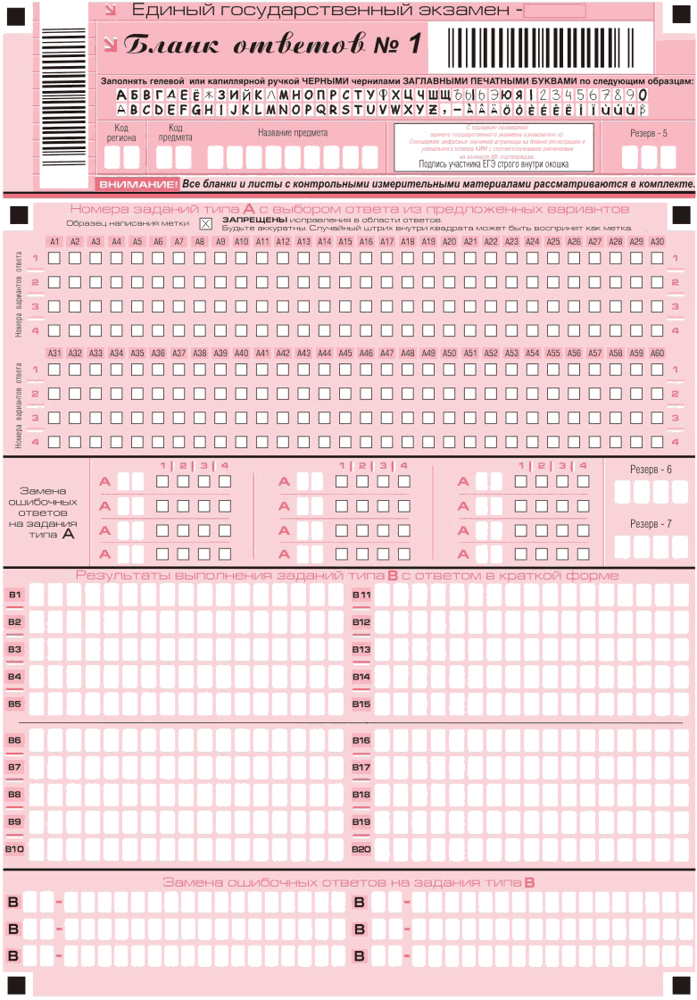 Единый государственный экзамен -
Бланк ответов № 1
Заполнять гелевой или капиллярной ручкой ЧЕРНЫМИ чернилами ЗАГЛАВНЫМИ ПЕЧАТНЫМИ БУКВАМИ по следующим образцам:
АБВГДЕЁЖЗИЙКЛМНОПРСТУФХЦЧШЩЪЫЬЭЮЯ1234567890
ABCDEFGHIJKLMNOPQRSTUVWXYZ,-ÀÂÄÖÔÈÉÊËÎÏÙÛÜß
Код региона
Код предмета
Название предмета
С порядком проведения
единого государственного экзамена ознакомлен(-а).
Совпадение цифровых значений штрихкода на бланке регистрации и
уникального номера КИМ с соответствующими значениями
на конверте ИК подтверждаю.
Подпись участника ЕГЭ строго внутри окошка
Резерв - 5
ВНИМАНИЕ! Все бланки и листы с контрольными измерительными материалами рассматриваются в комплекте.
Номера заданий типа А с выбором ответа из предложенных вариантов
Образец написания метки
ЗАПРЕЩЕНЫ исправления в области ответов.
Будьте аккуратны. Случайный штрих внутри квадрата может быть воспринят как метка.
A1 A2 A3 A4 A5 A6 A7 A8 A9 A10 A11 A12 A13 A14 A15 A16 A17 A18 A19 A20 A21 A22 A23 A24 A25 A26 A27 A28 A29 A30
Номера вариантов ответа
1 1
2 2
3 3
4 4
A31 A32 A33 A34 A35 A36 A37 A38 A39 A40 A41 A42 A43 A44 A45 A46 A47 A48 A49 A50 A51 A52 A53 A54 A55 A56 A57 A58 A59 A60
Номера вариантов ответа
1 1
2 2
3 3
4 4
Замена
ошибочных
ответов
на задания
типа А
1 | 2 | 3 | 4 1 | 2 | 3 | 4 1 | 2 | 3 | 4
А А А
А А А
А А А
А А А
Резерв - 6
Резерв - 7
Результаты выполнения заданий типа В с ответом в краткой форме
B1 B11
B2 B12
B3 B13
B4 B14
B5 B15
B6 B16
B7 B17
B8 B18
B9 B19
B10 B20
Замена ошибочных ответов на задания типа В
В - В -
В - В -
В - В -